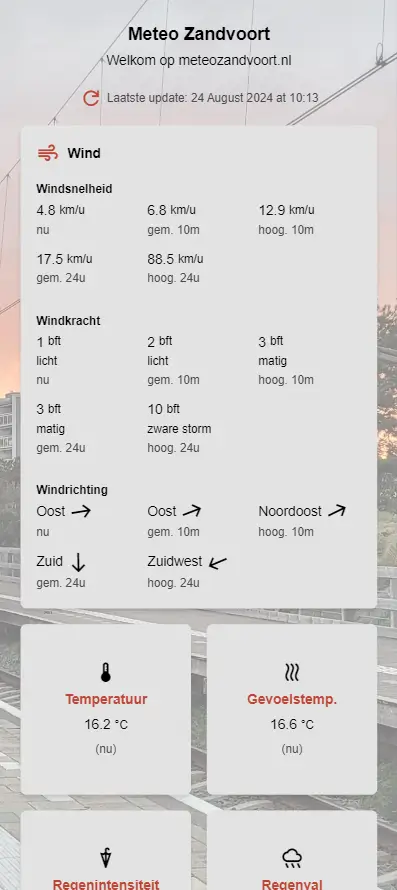 Meteo Zandvoort
Welkom op meteozandvoort.nl
Laatste update: 24 August 2024 at 10:13
Wind
Windsnelheid
4.8 km/u 6.8 km/u 12.9 km/u
nu gem. 10m hoog. 10m
17.5 km/u 88.5 km/u
gem. 24u hoog. 24u
Windkracht
1 bft 2 bft 3 bft
licht licht matig
nu gem. 10m hoog. 10m
3 bft 10 bft
matig zware storm
gem. 24u hoog. 24u
Windrichting
Oost Oost Noordoost
nu gem. 10m hoog. 10m
Zuid Zuidwest
gem. 24u hoog. 24u
Temperatuur Gevoelstemp.
16.2 °C 16.6 °C
(nu) (nu)
Regenintensiteit Regenval